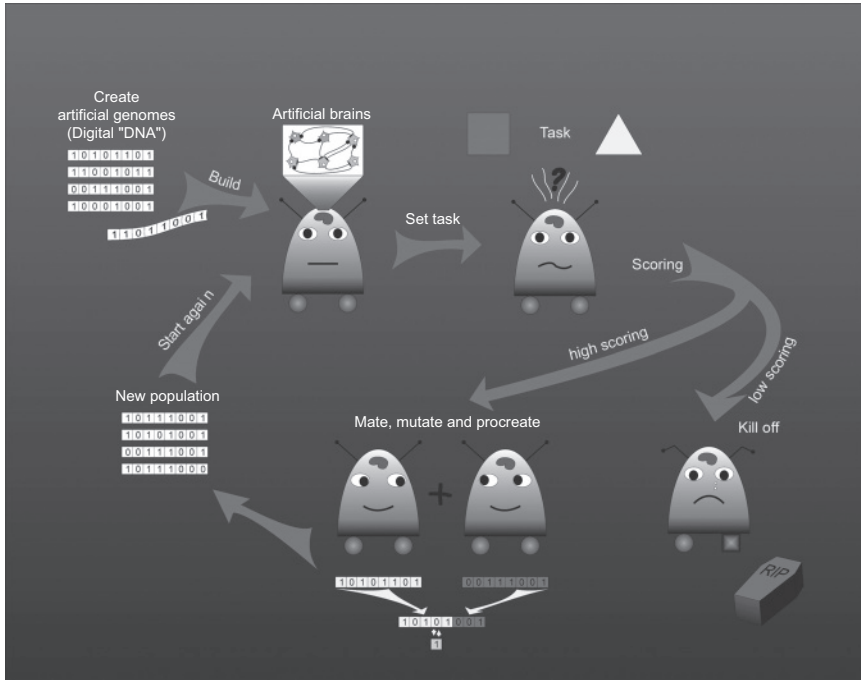 Create
artificial genomes
(Digital "DNA")
10101101
11001011
00111001
10001001
11011001
Build
Artificial brains
Set task
Task
?
Scoring
high scoring
low scoring
Kill off
RIP
Mate, mutate and procreate
+
10101101
00111001
10101001
1
New population
10111001
10101001
00111001
10111000
Start again